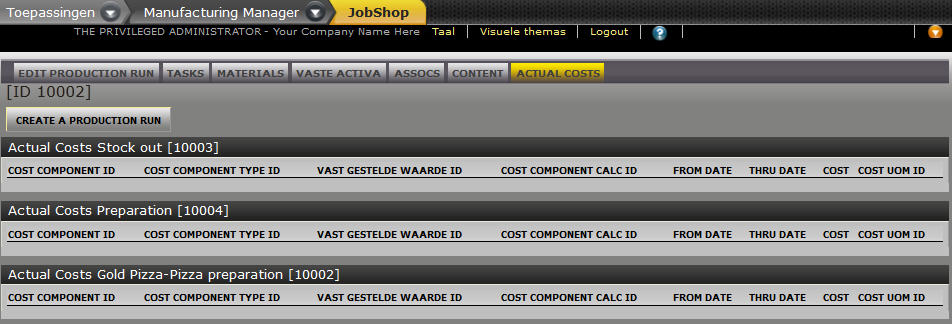 Toepassingen Manufacturing Manager JobShop
THE PRIVILEGED ADMINISTRATOR - Your Company Name Here Taal Visuele themas Logout ?
EDIT PRODUCTION RUN TASKS MATERIALS VASTE ACTIVA ASSOCS CONTENT ACTUAL COSTS
[ID 10002]
CREATE A PRODUCTION RUN
Actual Costs Stock out [10003]
COST COMPONENT ID COST COMPONENT TYPE ID VAST GESTELDE WAARDE ID COST COMPONENT CALC ID FROM DATE THRU DATE COST COST UOM ID
Actual Costs Preparation [10004]
COST COMPONENT ID COST COMPONENT TYPE ID VAST GESTELDE WAARDE ID COST COMPONENT CALC ID FROM DATE THRU DATE COST COST UOM ID
Actual Costs Gold Pizza-Pizza preparation [10002]
COST COMPONENT ID COST COMPONENT TYPE ID VAST GESTELDE WAARDE ID COST COMPONENT CALC ID FROM DATE THRU DATE COST COST UOM ID